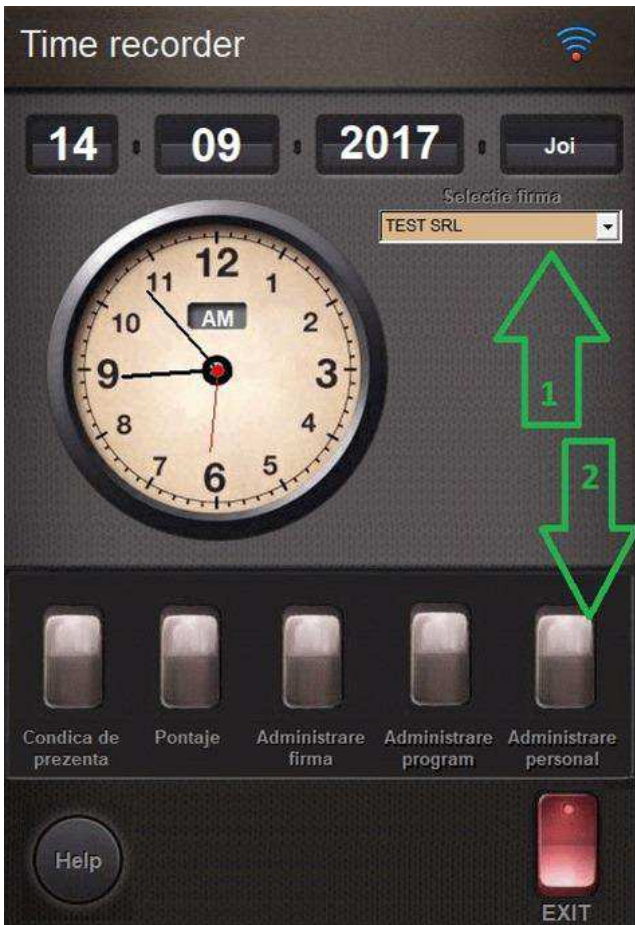 Time recorder
14 : 09 : 2017 : Joi
Selectie firma
TEST SRL
12
11 1
AM
10 2
9 3
8 4
7 5
6
1
2
Condica de prezenta
Pontaje
Administrare firma
Administrare program
Administrare personal
Help
EXIT